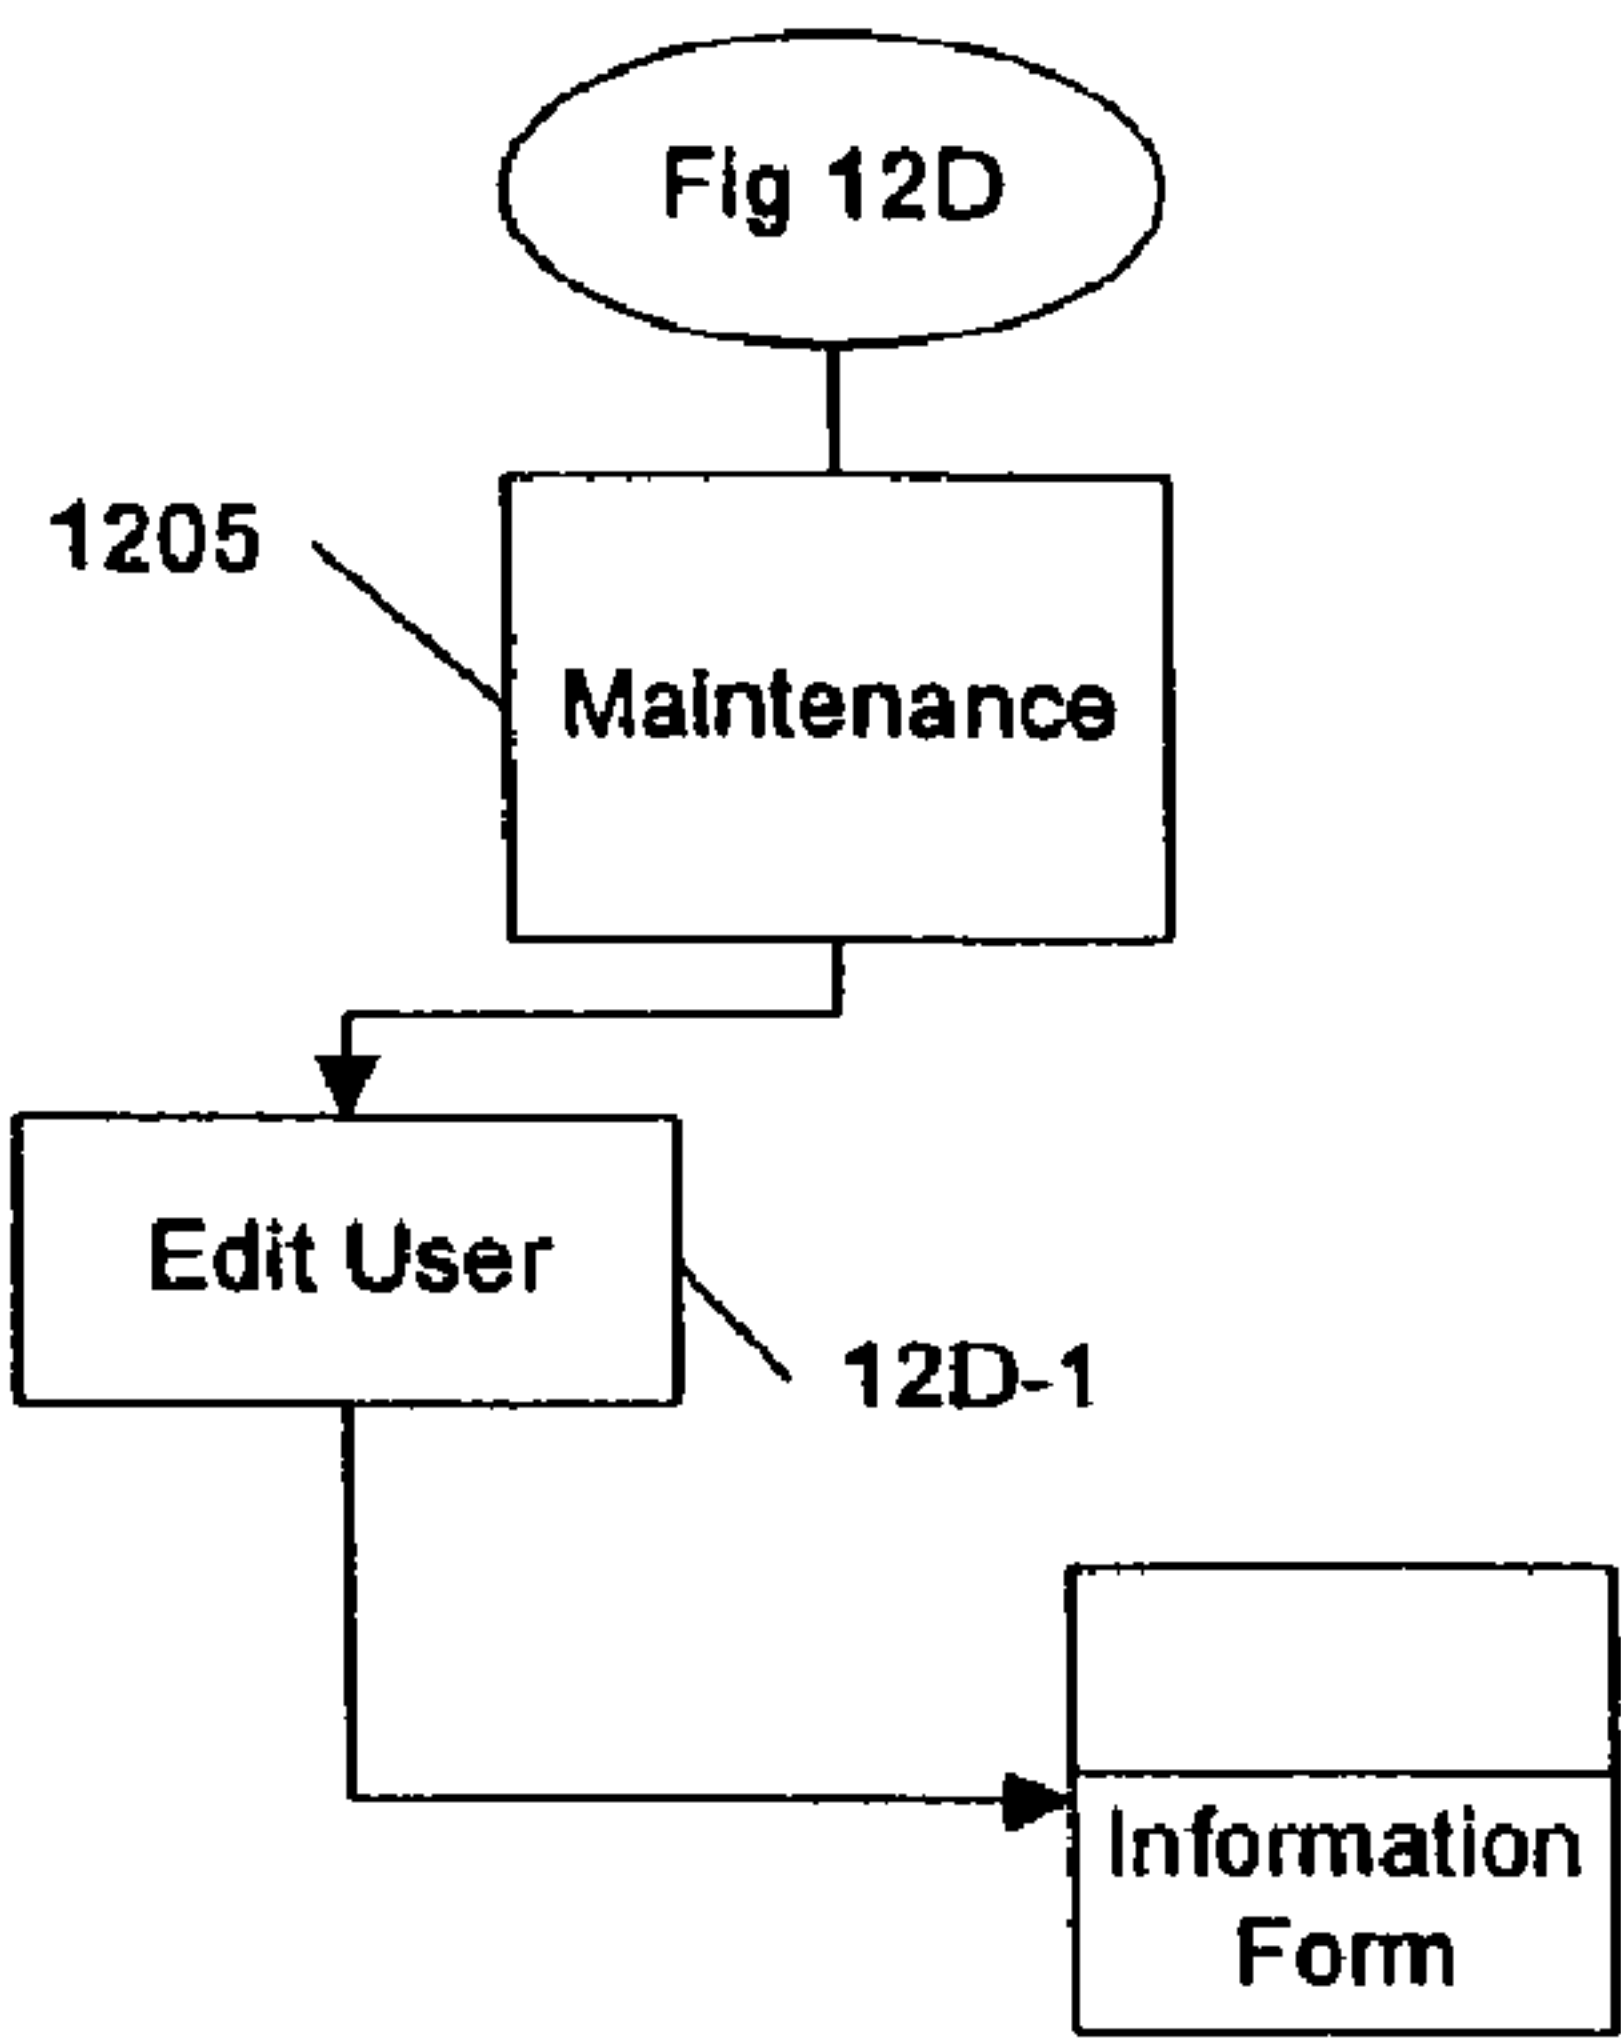 Fig 12D
1205
Maintenance
Edit User
12D-1
Information
Form